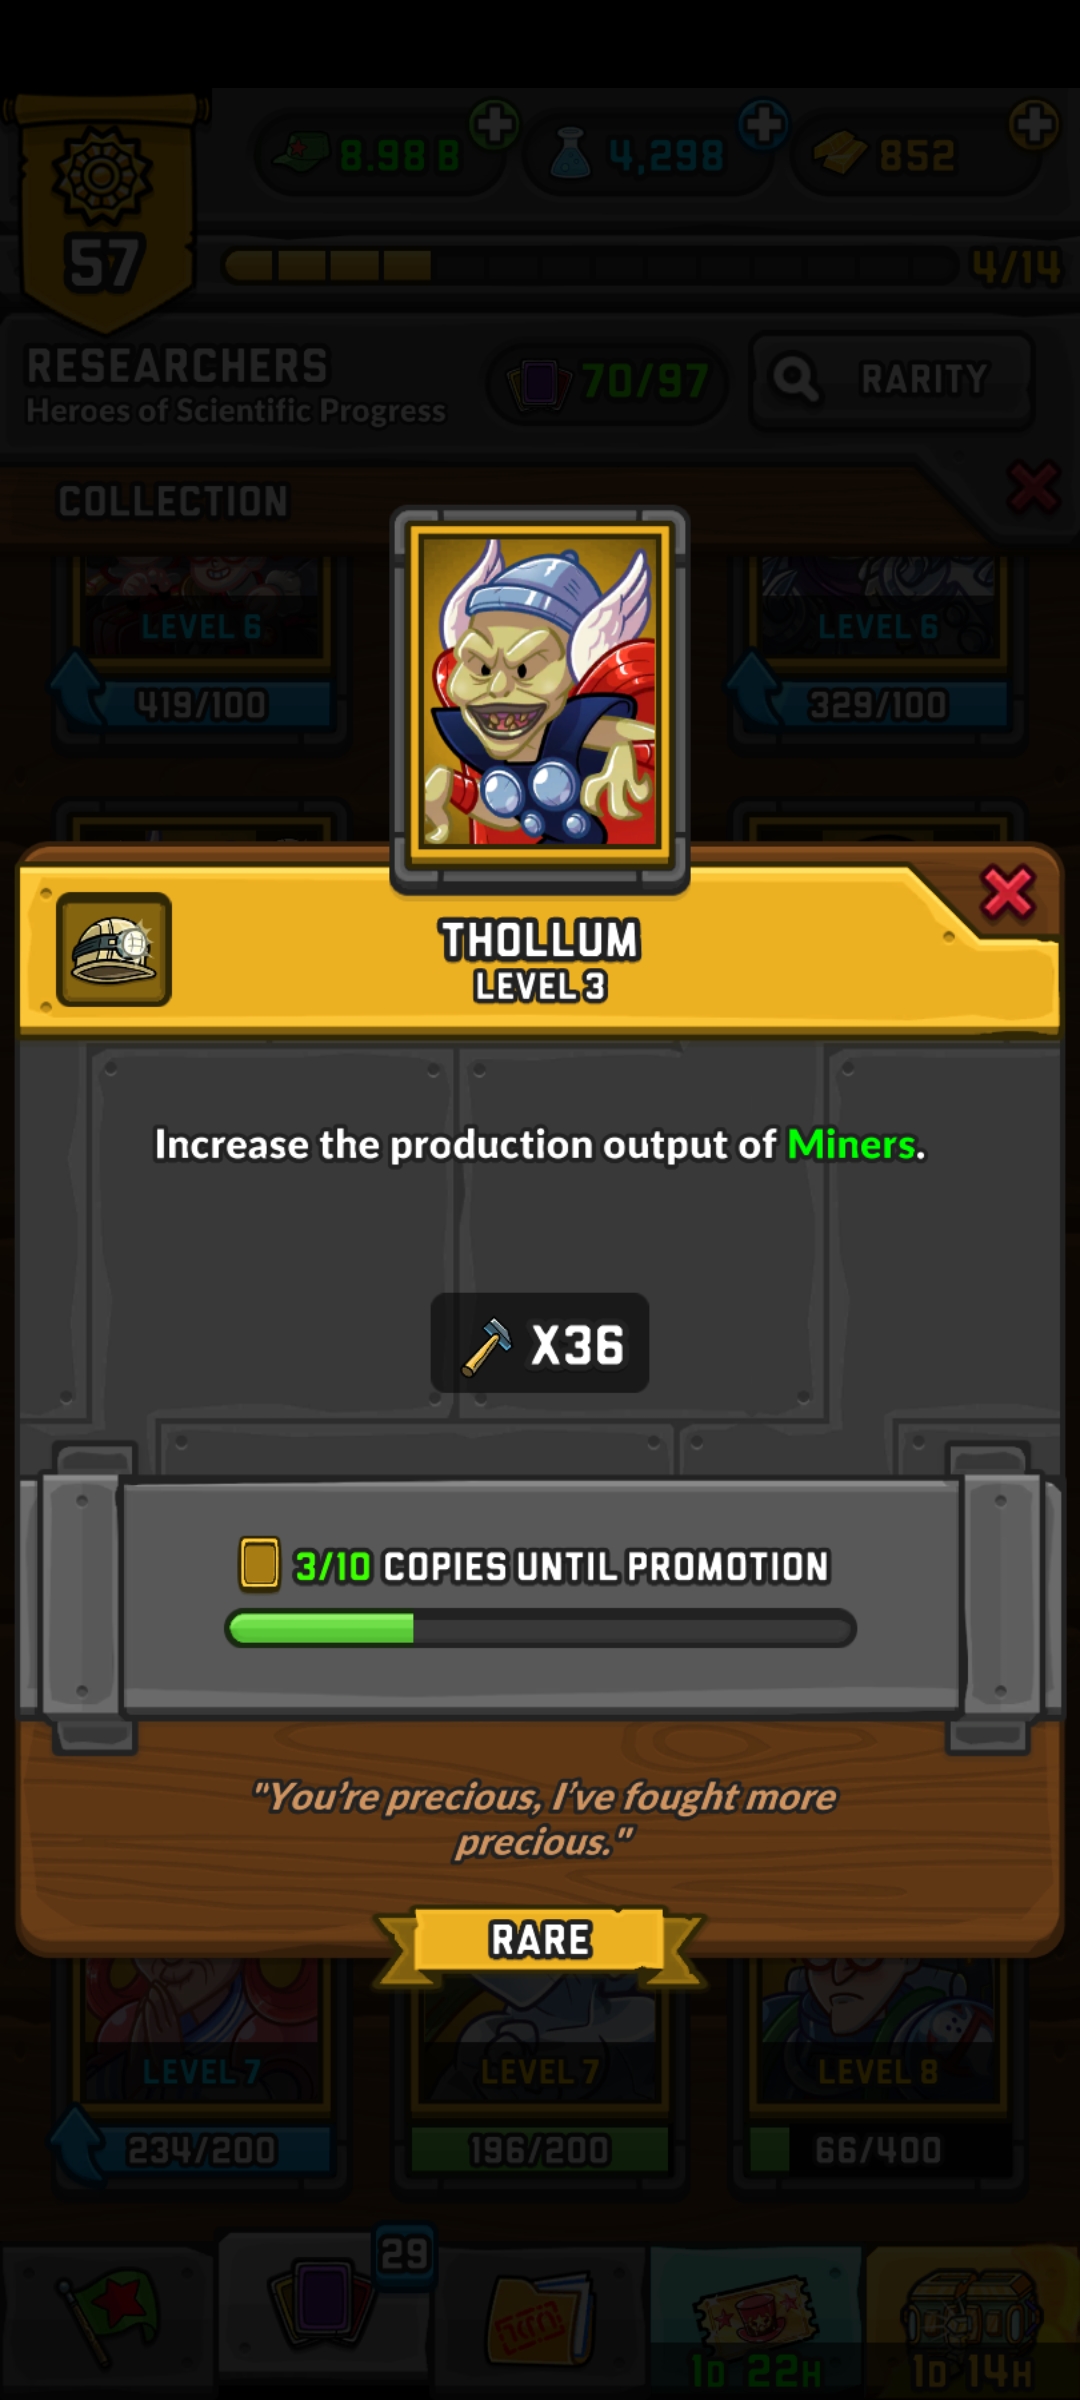 8.98 B
4,298
852
57
4/14
RESEARCHERS
Heroes of Scientific Progress
70/97
RARITY
COLLECTION
LEVEL 6
LEVEL 6
419/100
329/100
THOLLUM
LEVEL 3
Increase the production output of Miners.
X36
3/10 COPIES UNTIL PROMOTION
"You're precious, I've fought more
precious."
RARE
LEVEL 7
LEVEL 7
LEVEL 8
234/200
196/200
66/400
29
1D 22H
1D 14H